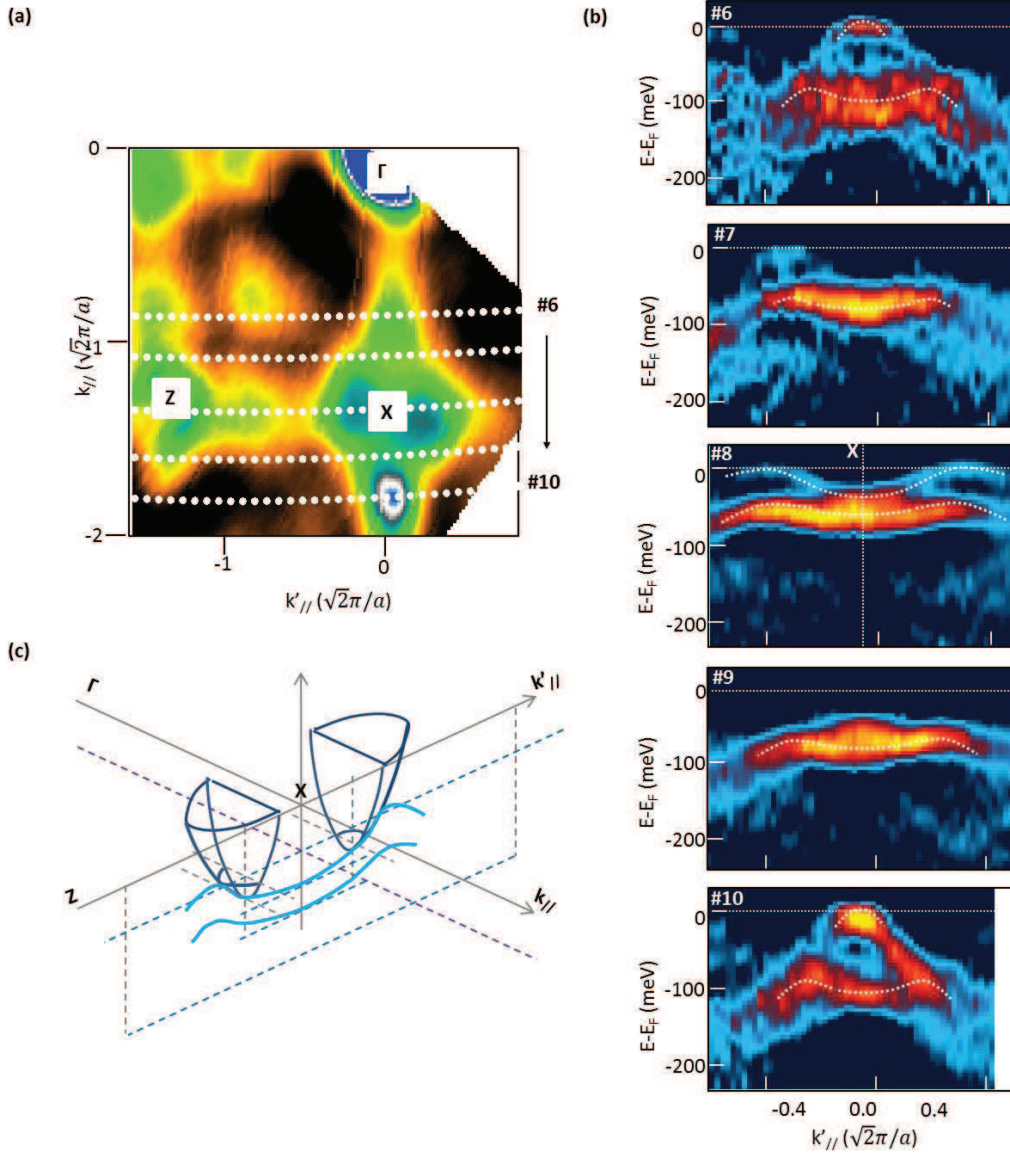 (a)
0
-1
-2
k// (√2π/a)
Γ
Z
X
#6
#10
-1
0
k'// (√2π/a)
(b)
#6
0
-100
-200
E-EF (meV)
#7
0
-100
-200
E-EF (meV)
#8
X
0
-100
-200
E-EF (meV)
#9
0
-100
-200
E-EF (meV)
#10
0
-100
-200
E-EF (meV)
-0.4 0.0 0.4
k'// (√2π/a)
(c)
Γ
k'//
X
Z
k//